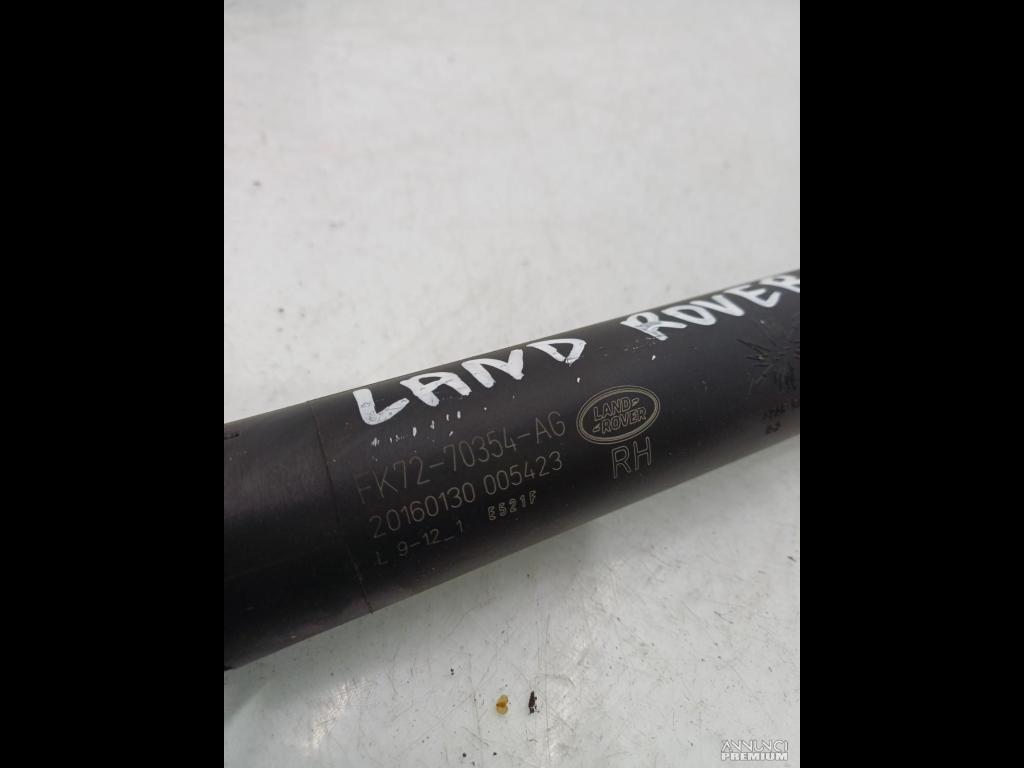 LAND ROVER
FK72-70354-AG
LAND
ROVER
20160130 005423
RH
L 9-12_1 E521F
ANNUNCI
PREMIUM